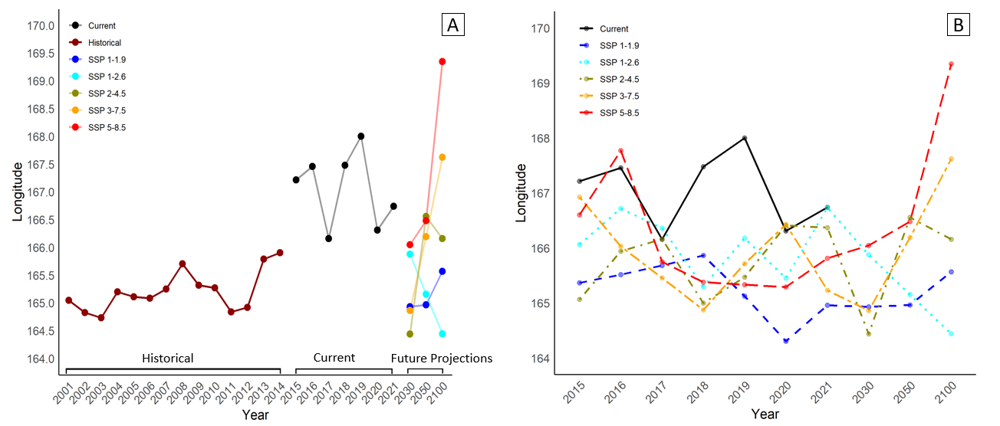 A
Current
Historical
SSP 1-1.9
SSP 1-2.6
SSP 2-4.5
SSP 3-7.5
SSP 5-8.5
170.0
169.5
169.0
168.5
168.0
167.5
167.0
166.5
166.0
165.5
165.0
164.5
164.0
Longitude
Historical
Current
Future Projections
2001 2002 2003 2004 2005 2006 2007 2008 2009 2010 2011 2012 2013 2014 2015 2016 2017 2018 2019 2020 2021 2030 2050 2100
Year
B
Current
SSP 1-1.9
SSP 1-2.6
SSP 2-4.5
SSP 3-7.5
SSP 5-8.5
170
169
168
167
166
165
164
Longitude
2015 2016 2017 2018 2019 2020 2021 2030 2050 2100
Year